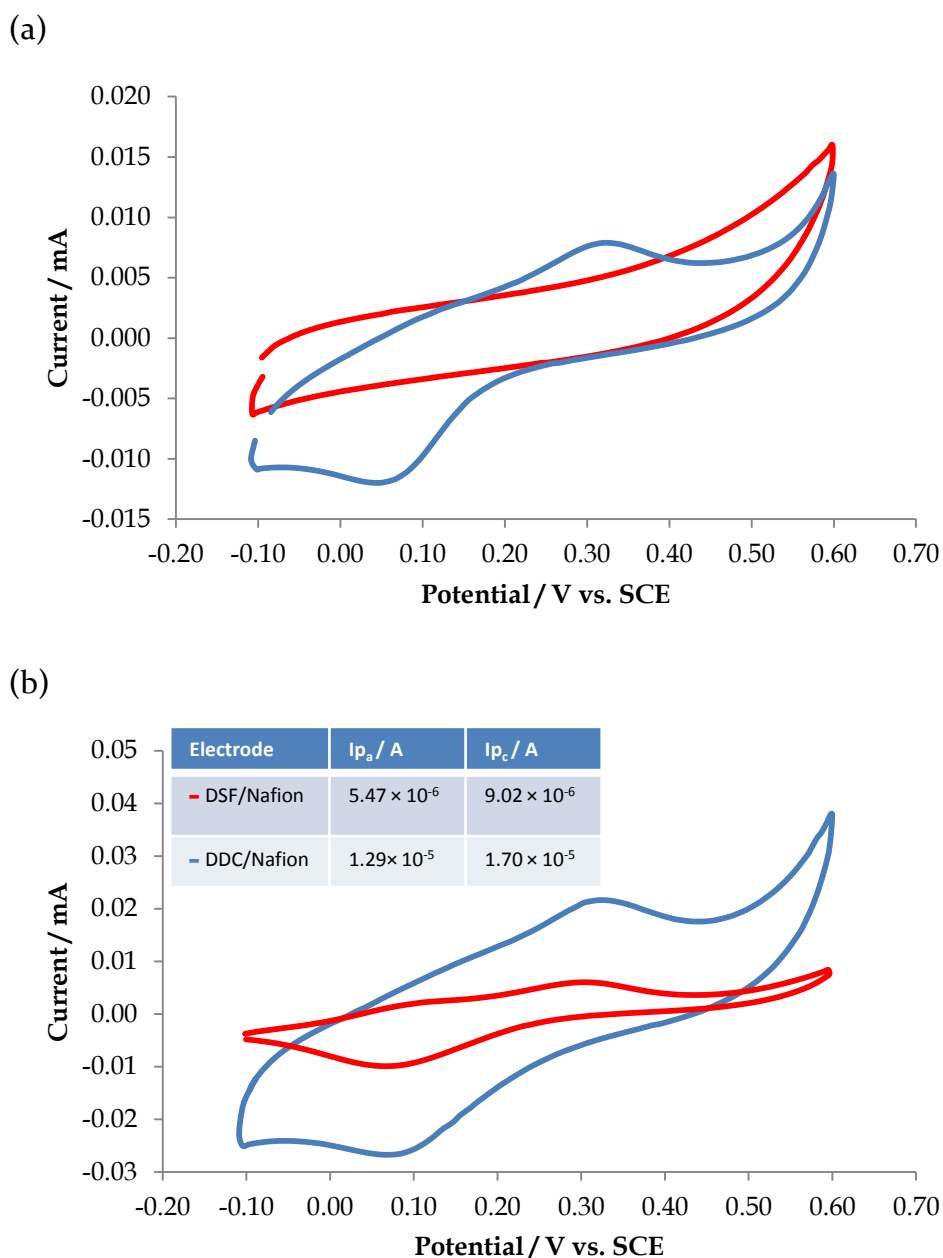 (a)
0.020
0.015
0.010
0.005
0.000
-0.005
-0.010
-0.015
Current / mA
-0.20 -0.10 0.00 0.10 0.20 0.30 0.40 0.50 0.60 0.70
Potential / V vs. SCE
(b)
Electrode Ipa / A Ipc / A
DSF/Nafion 5.47 × 10-6 9.02 × 10-6
DDC/Nafion 1.29× 10-5 1.70 × 10-5
0.05
0.04
0.03
0.02
0.01
0.00
-0.01
-0.02
-0.03
Current / mA
-0.20 -0.10 0.00 0.10 0.20 0.30 0.40 0.50 0.60 0.70
Potential / V vs. SCE